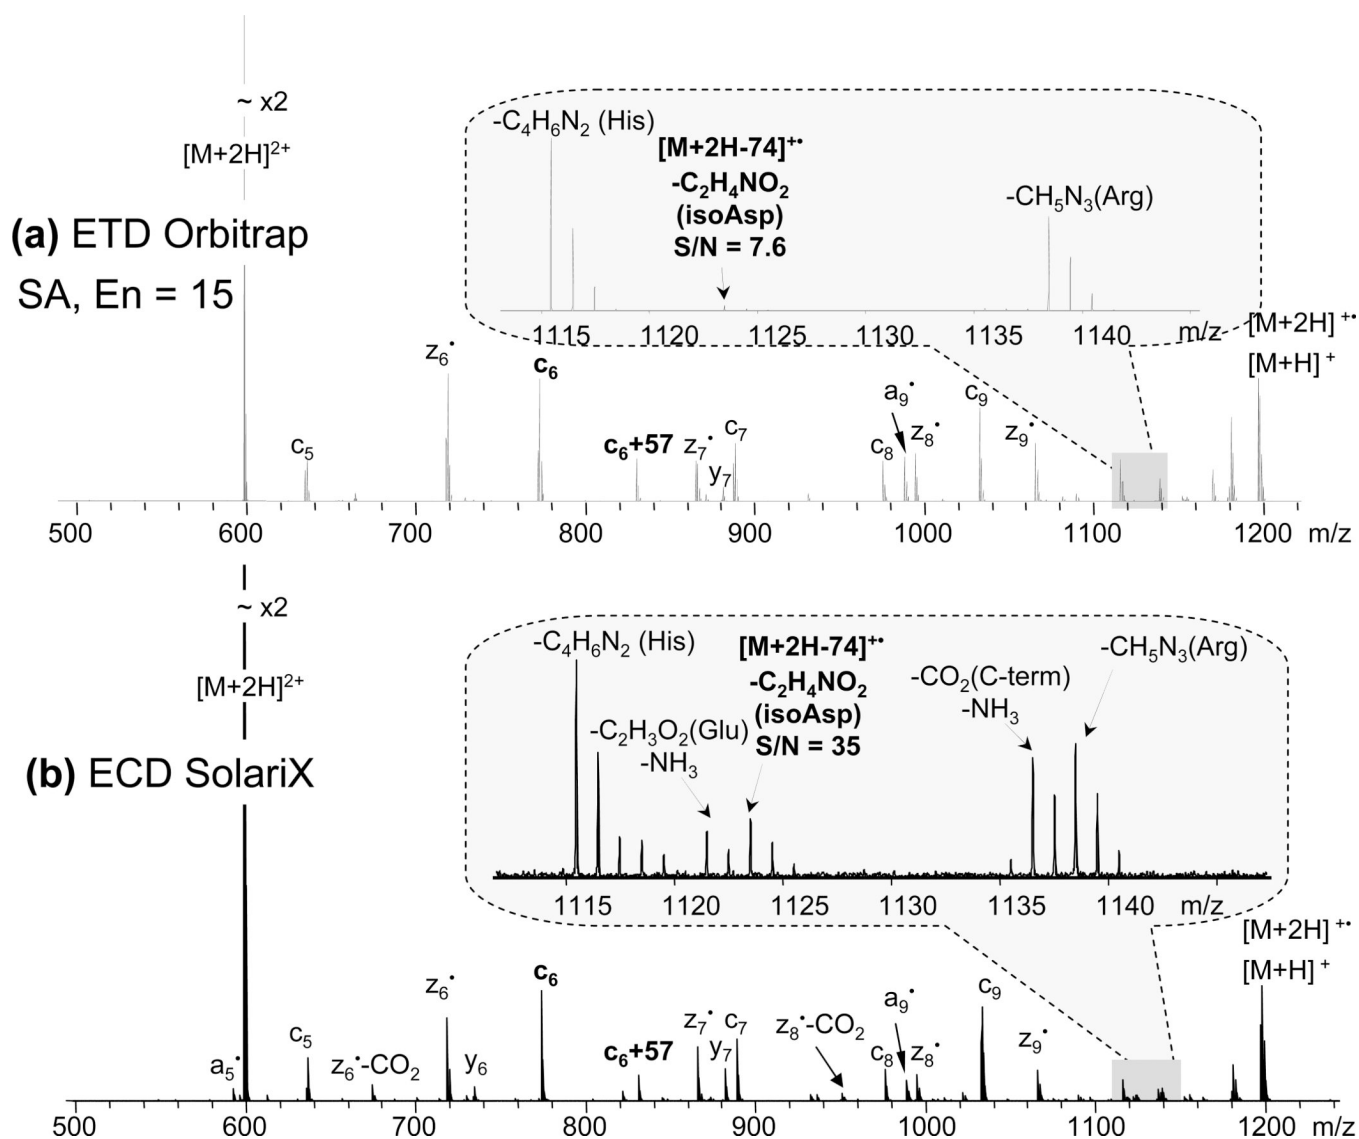 ~ x2
[M+2H]2+
(a) ETD Orbitrap
SA, En = 15
-C4H6N2 (His)
[M+2H-74]+•
-C2H4NO2
(isoAsp)
S/N = 7.6
-CH5N3(Arg)
1115 1120 1125 1130 1135 1140 m/z
[M+2H]+•
[M+H]+
c5
z6•
c6
c6+57
z7•
y7
c7
c8
a9•
z8•
c9
z9•
500 600 700 800 900 1000 1100 1200 m/z
~ x2
[M+2H]2+
(b) ECD SolariX
-C4H6N2 (His)
-C2H3O2(Glu)
-NH3
[M+2H-74]+•
-C2H4NO2
(isoAsp)
S/N = 35
-CO2(C-term)
-NH3
-CH5N3(Arg)
1115 1120 1125 1130 1135 1140 m/z
[M+2H]+•
[M+H]+
a5•
c5
z6•-CO2
z6•
y6
c6
c6+57
z7•
y7
c7
z8•-CO2
c8
a9•
z8•
c9
z9•
500 600 700 800 900 1000 1100 1200 m/z